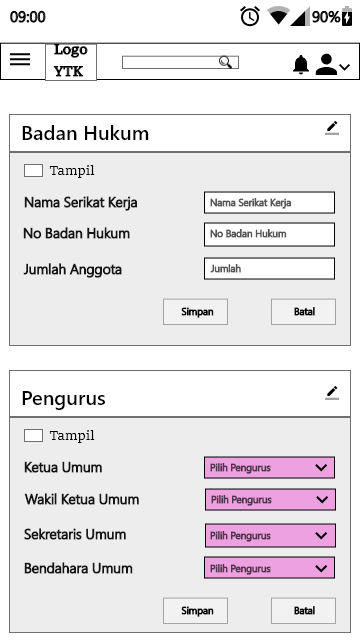 09:00
90%
Logo
YTK
Badan Hukum
Tampil
Nama Serikat Kerja Nama Serikat Kerja
No Badan Hukum No Badan Hukum
Jumlah Anggota Jumlah
Simpan Batal
Pengurus
Tampil
Ketua Umum Pilih Pengurus
Wakil Ketua Umum Pilih Pengurus
Sekretaris Umum Pilih Pengurus
Bendahara Umum Pilih Pengurus
Simpan Batal